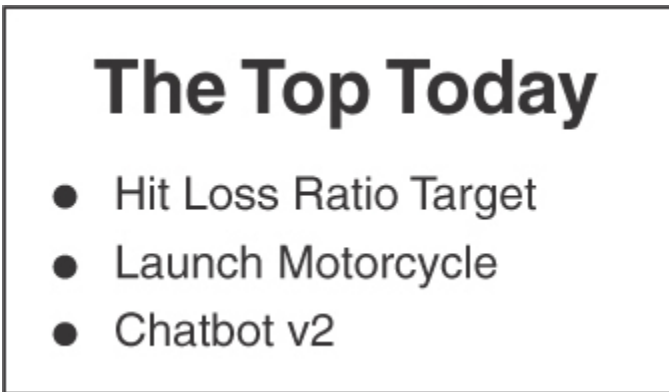 The Top Today
● Hit Loss Ratio Target
● Launch Motorcycle
● Chatbot v2